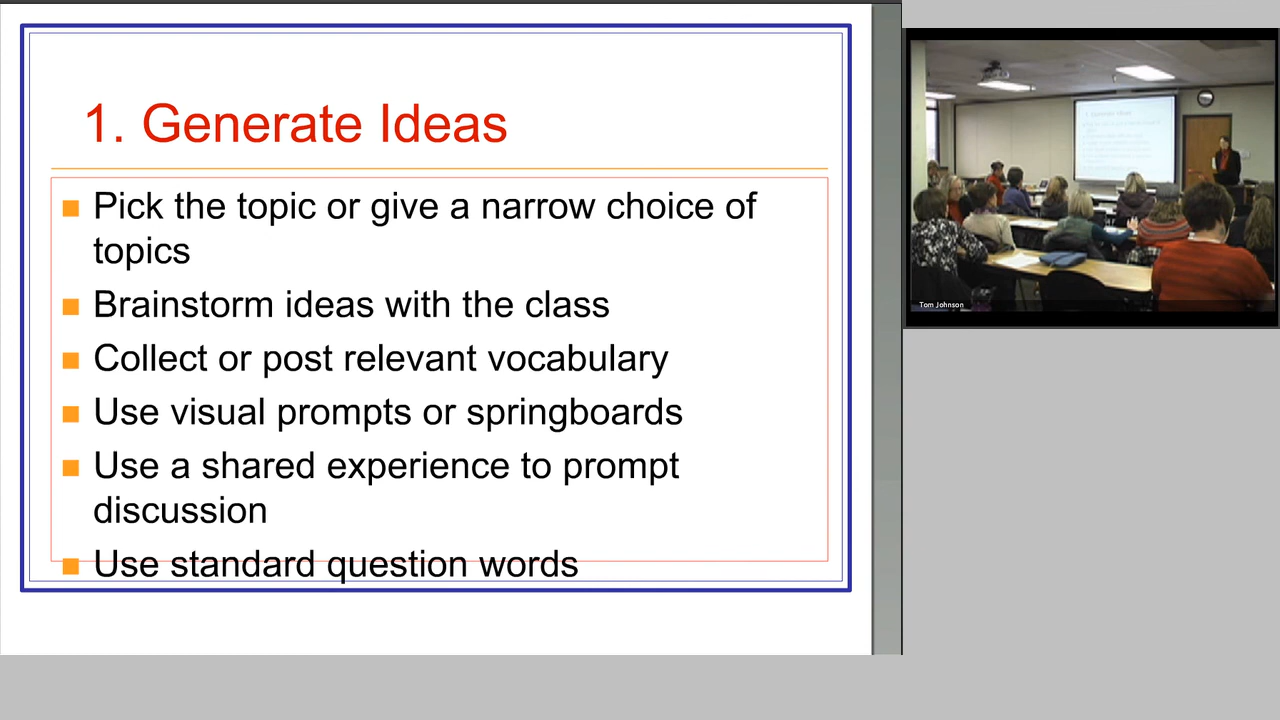 1. Generate Ideas
Pick the topic or give a narrow choice of
topics
Brainstorm ideas with the class
Collect or post relevant vocabulary
Use visual prompts or springboards
Use a shared experience to prompt
discussion
Use standard question words
Tom Johnson